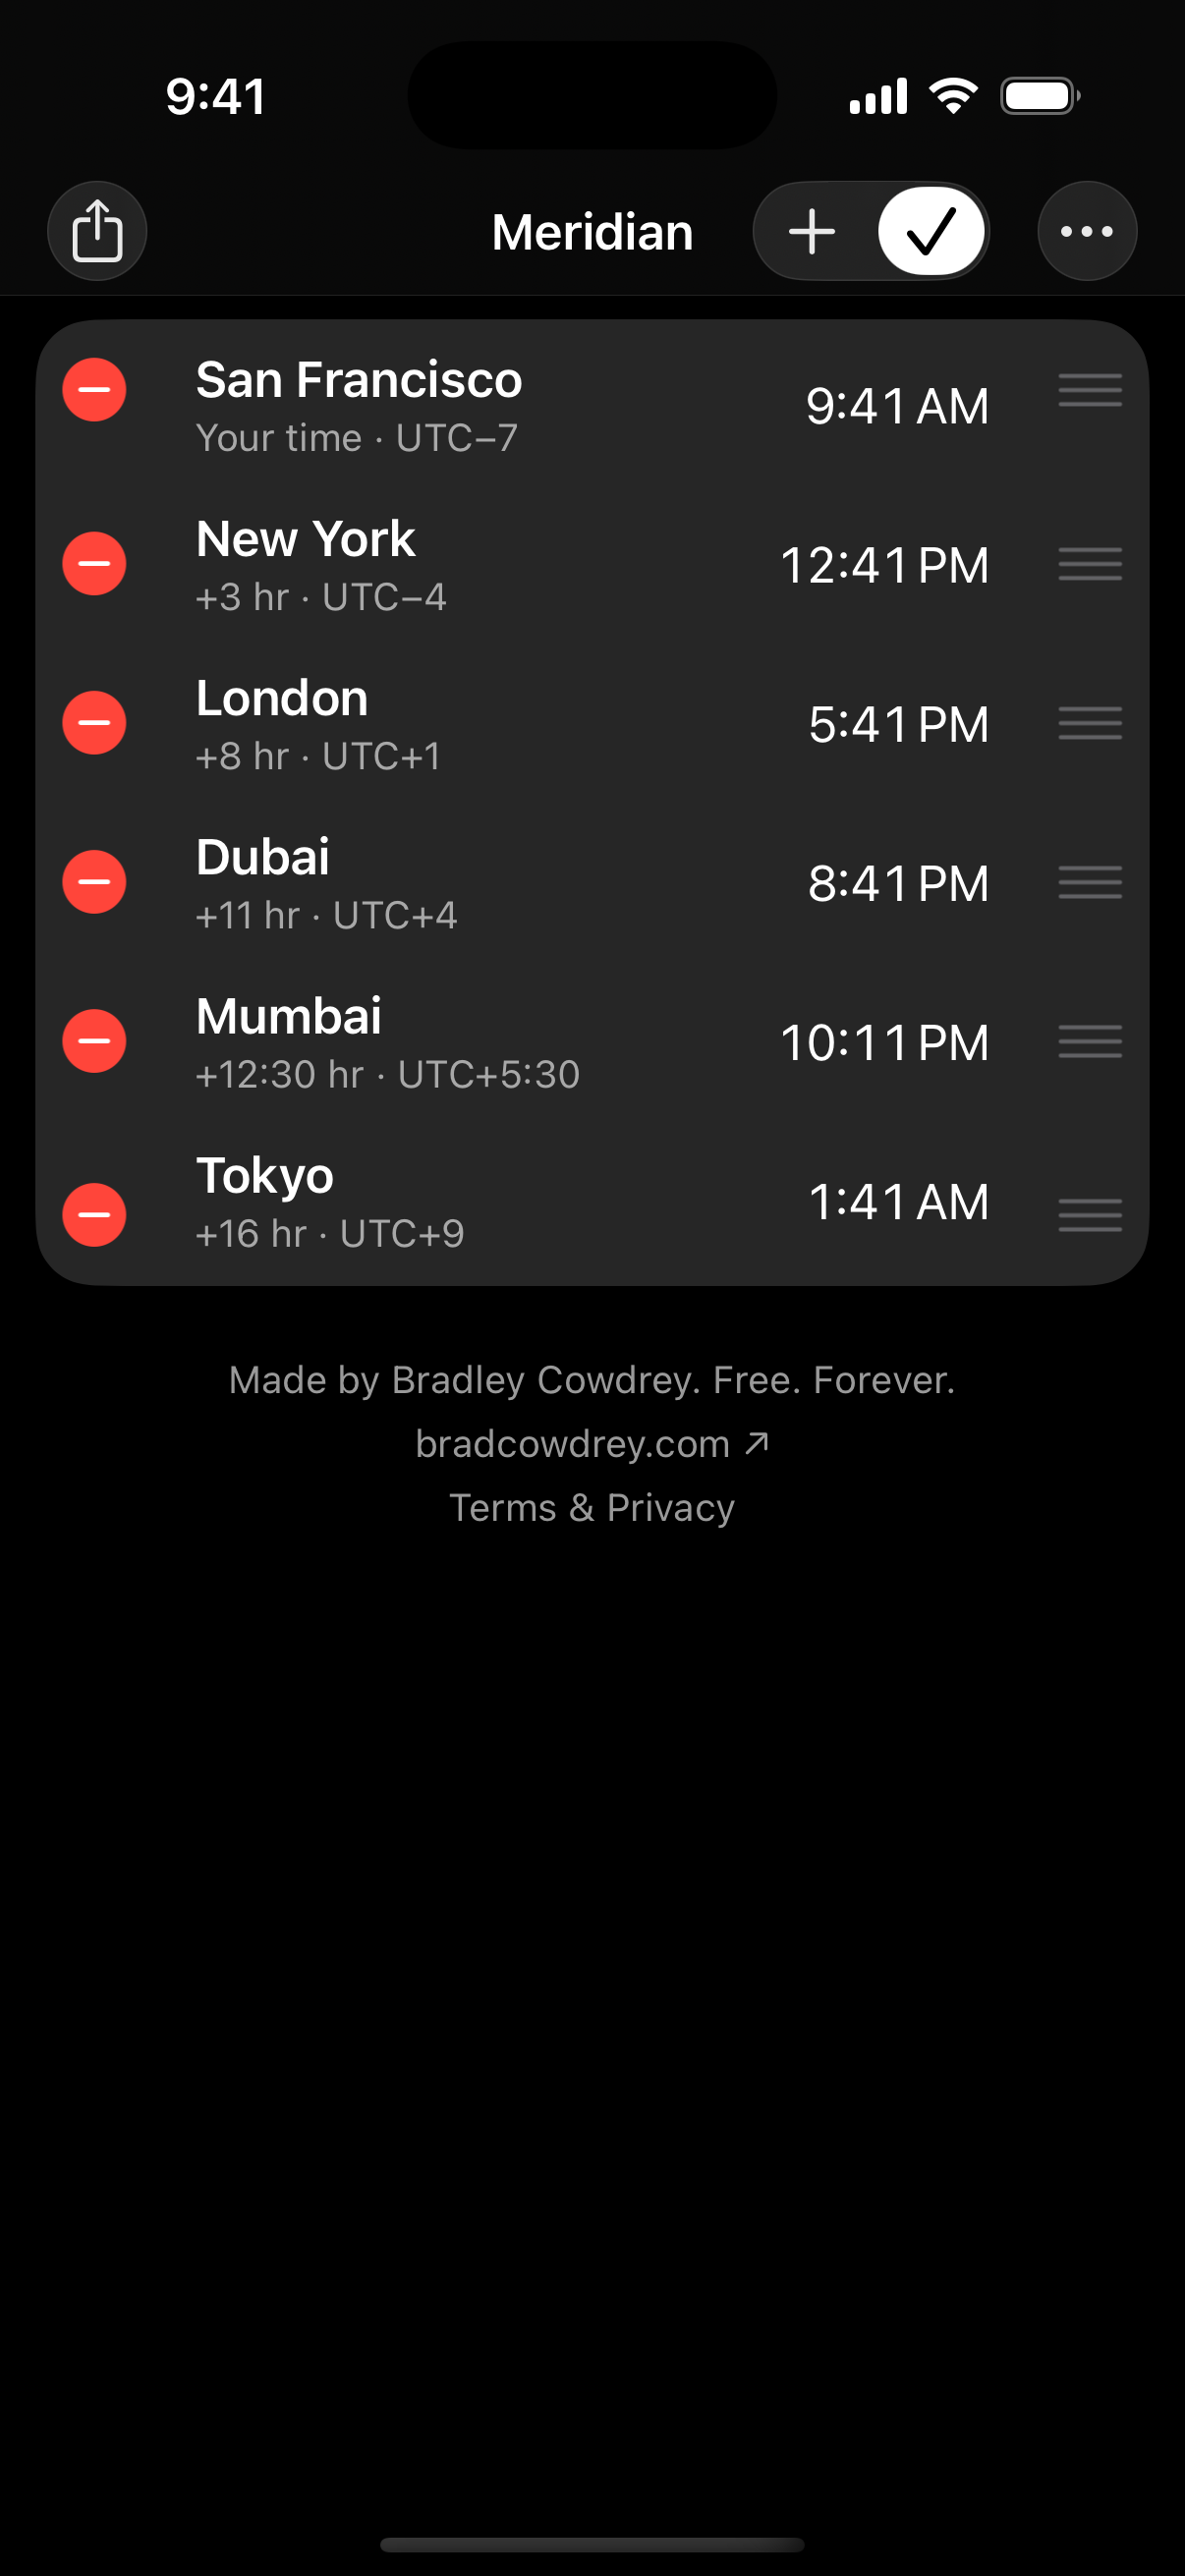 9:41
Meridian
San Francisco
9:41 AM
Your time · UTC−7
New York
12:41 PM
+3 hr · UTC−4
London
5:41 PM
+8 hr · UTC+1
Dubai
8:41 PM
+11 hr · UTC+4
Mumbai
10:11 PM
+12:30 hr · UTC+5:30
Tokyo
1:41 AM
+16 hr · UTC+9
Made by Bradley Cowdrey. Free. Forever.
bradcowdrey.com ↗
Terms & Privacy